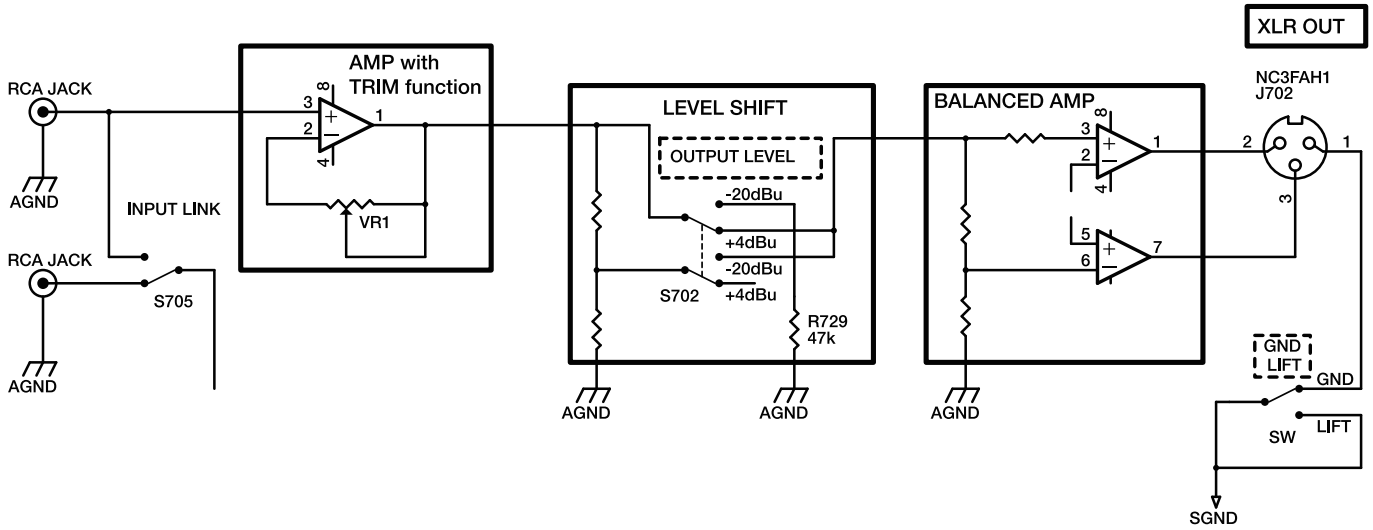 XLR OUT
RCA JACK
AGND
INPUT LINK
RCA JACK
S705
AGND
AMP with
TRIM function
3
+
2
−
8
4
1
VR1
LEVEL SHIFT
OUTPUT LEVEL
-20dBu
+4dBu
-20dBu
+4dBu
S702
R729
47k
AGND
AGND
BALANCED AMP
3
+
2
−
8
4
1
5
+
6
−
7
AGND
NC3FAH1
J702
2
1
3
GND
LIFT
GND
LIFT
SW
SGND